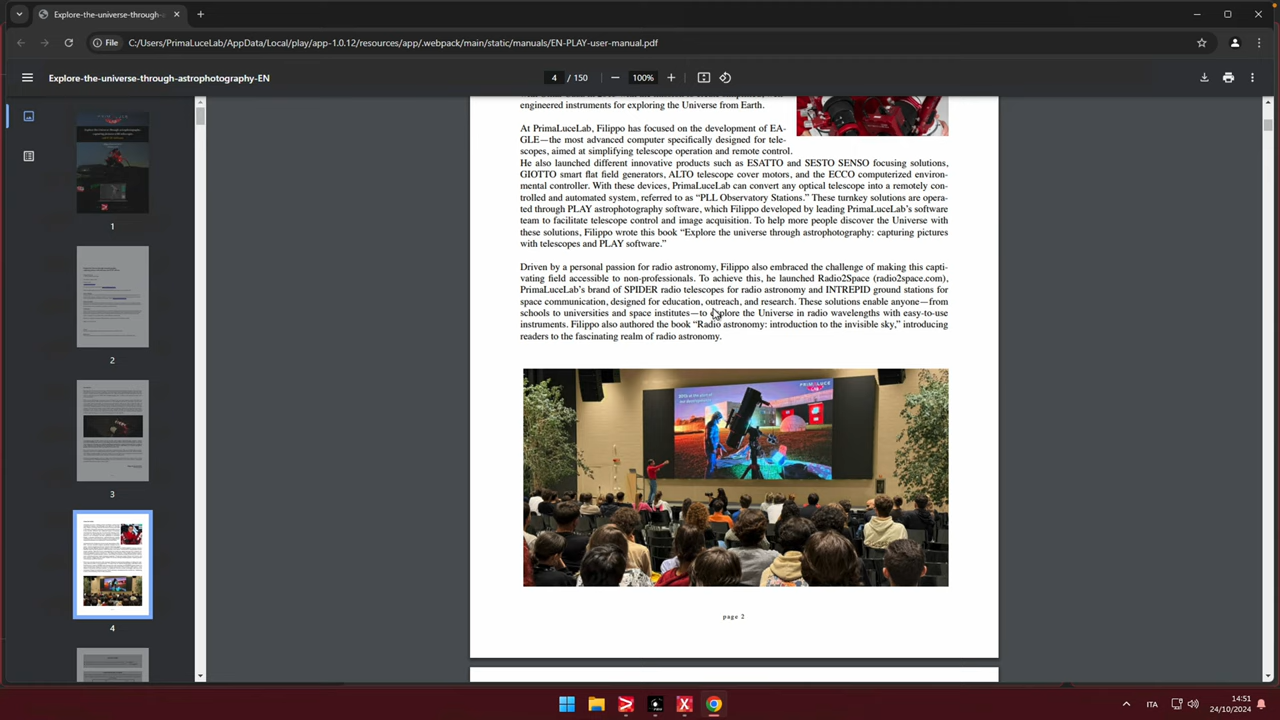 Explore-the-universe-through-a
File
C:/Users/PrimaLuceLab/AppData/Local/play/app-1.0.12/resources/app/.webpack/main/static/manuals/EN-PLAY-user-manual.pdf
Explore-the-universe-through-astrophotography-EN
4 / 150
100%
engineered instruments for exploring the Universe from Earth.
At PrimaLuceLab, Filippo has focused on the development of EA-
GLE—the most advanced computer specifically designed for tele-
scopes, aimed at simplifying telescope operation and remote control.
He also launched different innovative products such as ESATTO and SESTO SENSO focusing solutions,
GIOTTO smart flat field generators, ALTO telescope cover motors, and the ECCO computerized environ-
mental controller. With these devices, PrimaLuceLab can convert any optical telescope into a remotely con-
trolled and automated system, referred to as “PLL Observatory Stations.” These turnkey solutions are opera-
ted through PLAY astrophotography software, which Filippo developed by leading PrimaLuceLab’s software
team to facilitate telescope control and image acquisition. To help more people discover the Universe with
these solutions, Filippo wrote this book “Explore the universe through astrophotography: capturing pictures
with telescopes and PLAY software.”
Driven by a personal passion for radio astronomy, Filippo also embraced the challenge of making this capti-
vating field accessible to non-professionals. To achieve this, he launched Radio2Space (radio2space.com),
PrimaLuceLab’s brand of SPIDER radio telescopes for radio astronomy and INTREPID ground stations for
space communication, designed for education, outreach, and research. These solutions enable anyone—from
schools to universities and space institutes—to explore the Universe in radio wavelengths with easy-to-use
instruments. Filippo also authored the book “Radio astronomy: introduction to the invisible sky,” introducing
readers to the fascinating realm of radio astronomy.
PRIMALUCE
LAB
page 2
1
2
3
4
ITA
14:51
24/10/2024